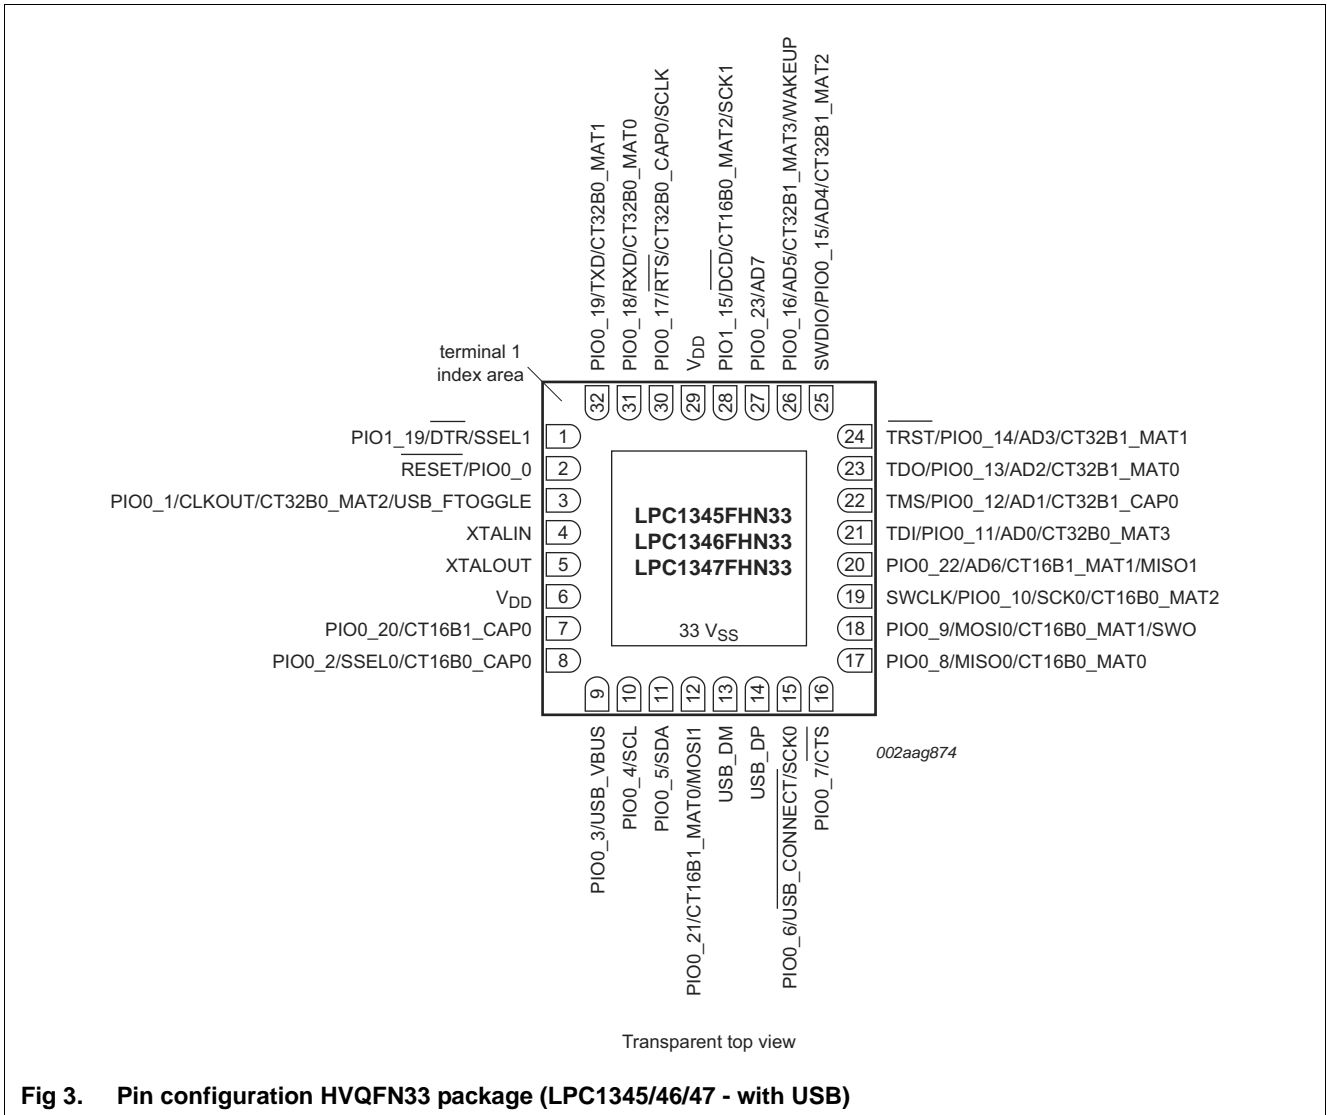 PIO0_19/TXD/CT32B0_MAT1
PIO0_18/RXD/CT32B0_MAT0
PIO0_17/RTS/CT32B0_CAP0/SCLK
VDD
PIO1_15/DCD/CT16B0_MAT2/SCK1
PIO0_23/AD7
PIO0_16/AD5/CT32B1_MAT3/WAKEUP
SWDIO/PIO0_15/AD4/CT32B1_MAT2
terminal 1
index area
32 31 30 29 28 27 26 25
PIO1_19/DTR/SSEL1 1
RESET/PIO0_0 2
PIO0_1/CLKOUT/CT32B0_MAT2/USB_FTOGGLE 3
XTALIN 4
XTALOUT 5
VDD 6
PIO0_20/CT16B1_CAP0 7
PIO0_2/SSEL0/CT16B0_CAP0 8
LPC1345FHN33
LPC1346FHN33
LPC1347FHN33
33 VSS
24 TRST/PIO0_14/AD3/CT32B1_MAT1
23 TDO/PIO0_13/AD2/CT32B1_MAT0
22 TMS/PIO0_12/AD1/CT32B1_CAP0
21 TDI/PIO0_11/AD0/CT32B0_MAT3
20 PIO0_22/AD6/CT16B1_MAT1/MISO1
19 SWCLK/PIO0_10/SCK0/CT16B0_MAT2
18 PIO0_9/MOSI0/CT16B0_MAT1/SWO
17 PIO0_8/MISO0/CT16B0_MAT0
9 10 11 12 13 14 15 16
PIO0_3/USB_VBUS
PIO0_4/SCL
PIO0_5/SDA
PIO0_21/CT16B1_MAT0/MOSI1
USB_DM
USB_DP
PIO0_6/USB_CONNECT/SCK0
PIO0_7/CTS
002aag874
Transparent top view
Fig 3. Pin configuration HVQFN33 package (LPC1345/46/47 - with USB)